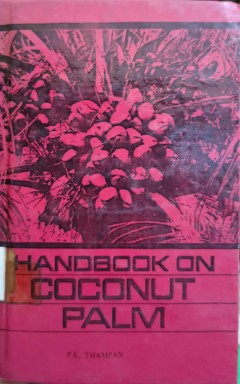 HANDBOOK ON
COCONUT
PALM
P.K. THAMPAN